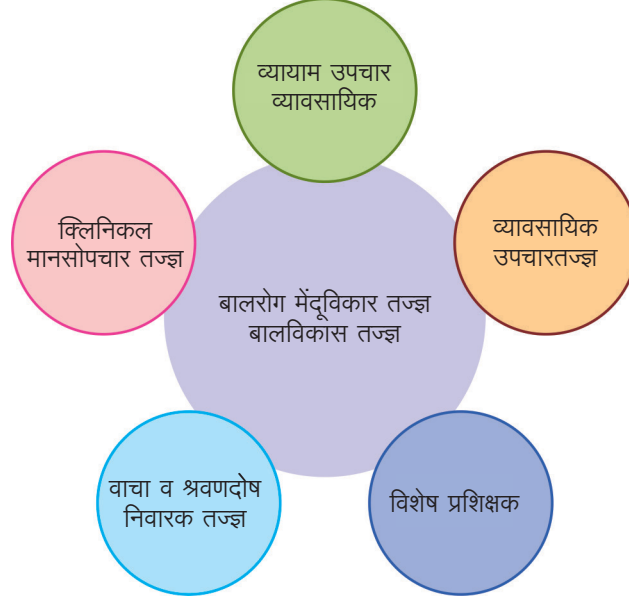 व्यायाम उपचार
व्यावसायिक
क्लिनिकल
मानसोपचार तज्ज्ञ
व्यावसायिक
उपचारतज्ज्ञ
बालरोग मेंदूविकार तज्ज्ञ
बालविकास तज्ज्ञ
वाचा व श्रवणदोष
निवारक तज्ज्ञ
विशेष प्रशिक्षक